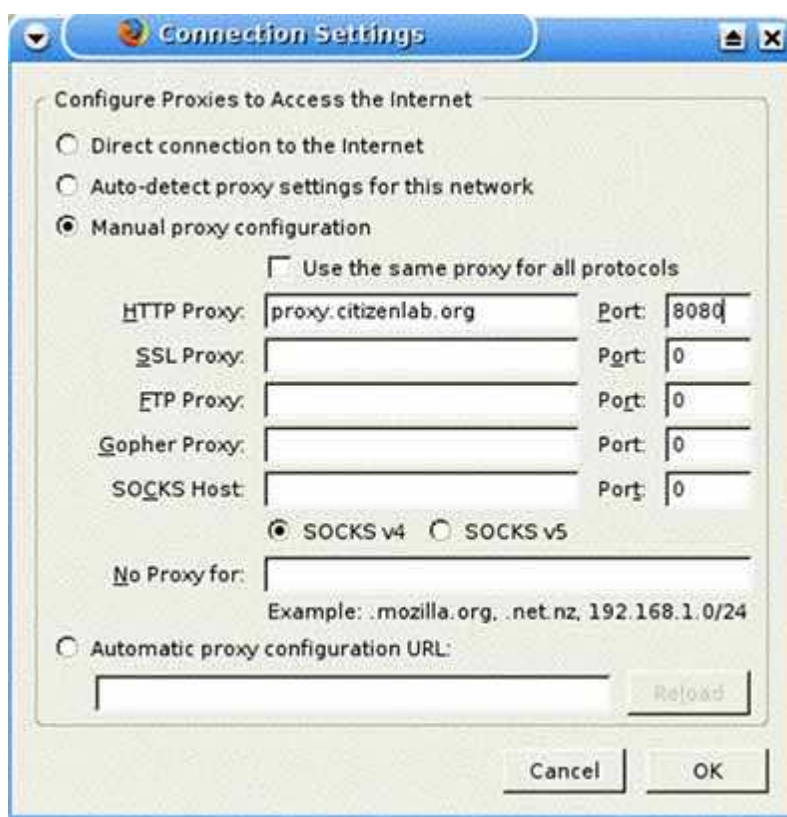 Connection Settings
Configure Proxies to Access the Internet
Direct connection to the Internet
Auto-detect proxy settings for this network
Manual proxy configuration
Use the same proxy for all protocols
HTTP Proxy: proxy.citizenlab.org Port: 8080
SSL Proxy: Port: 0
FTP Proxy: Port: 0
Gopher Proxy: Port: 0
SOCKS Host: Port: 0
SOCKS v4 SOCKS v5
No Proxy for:
Example: .mozilla.org, .net.nz, 192.168.1.0/24
Automatic proxy configuration URL:
Reload
Cancel OK